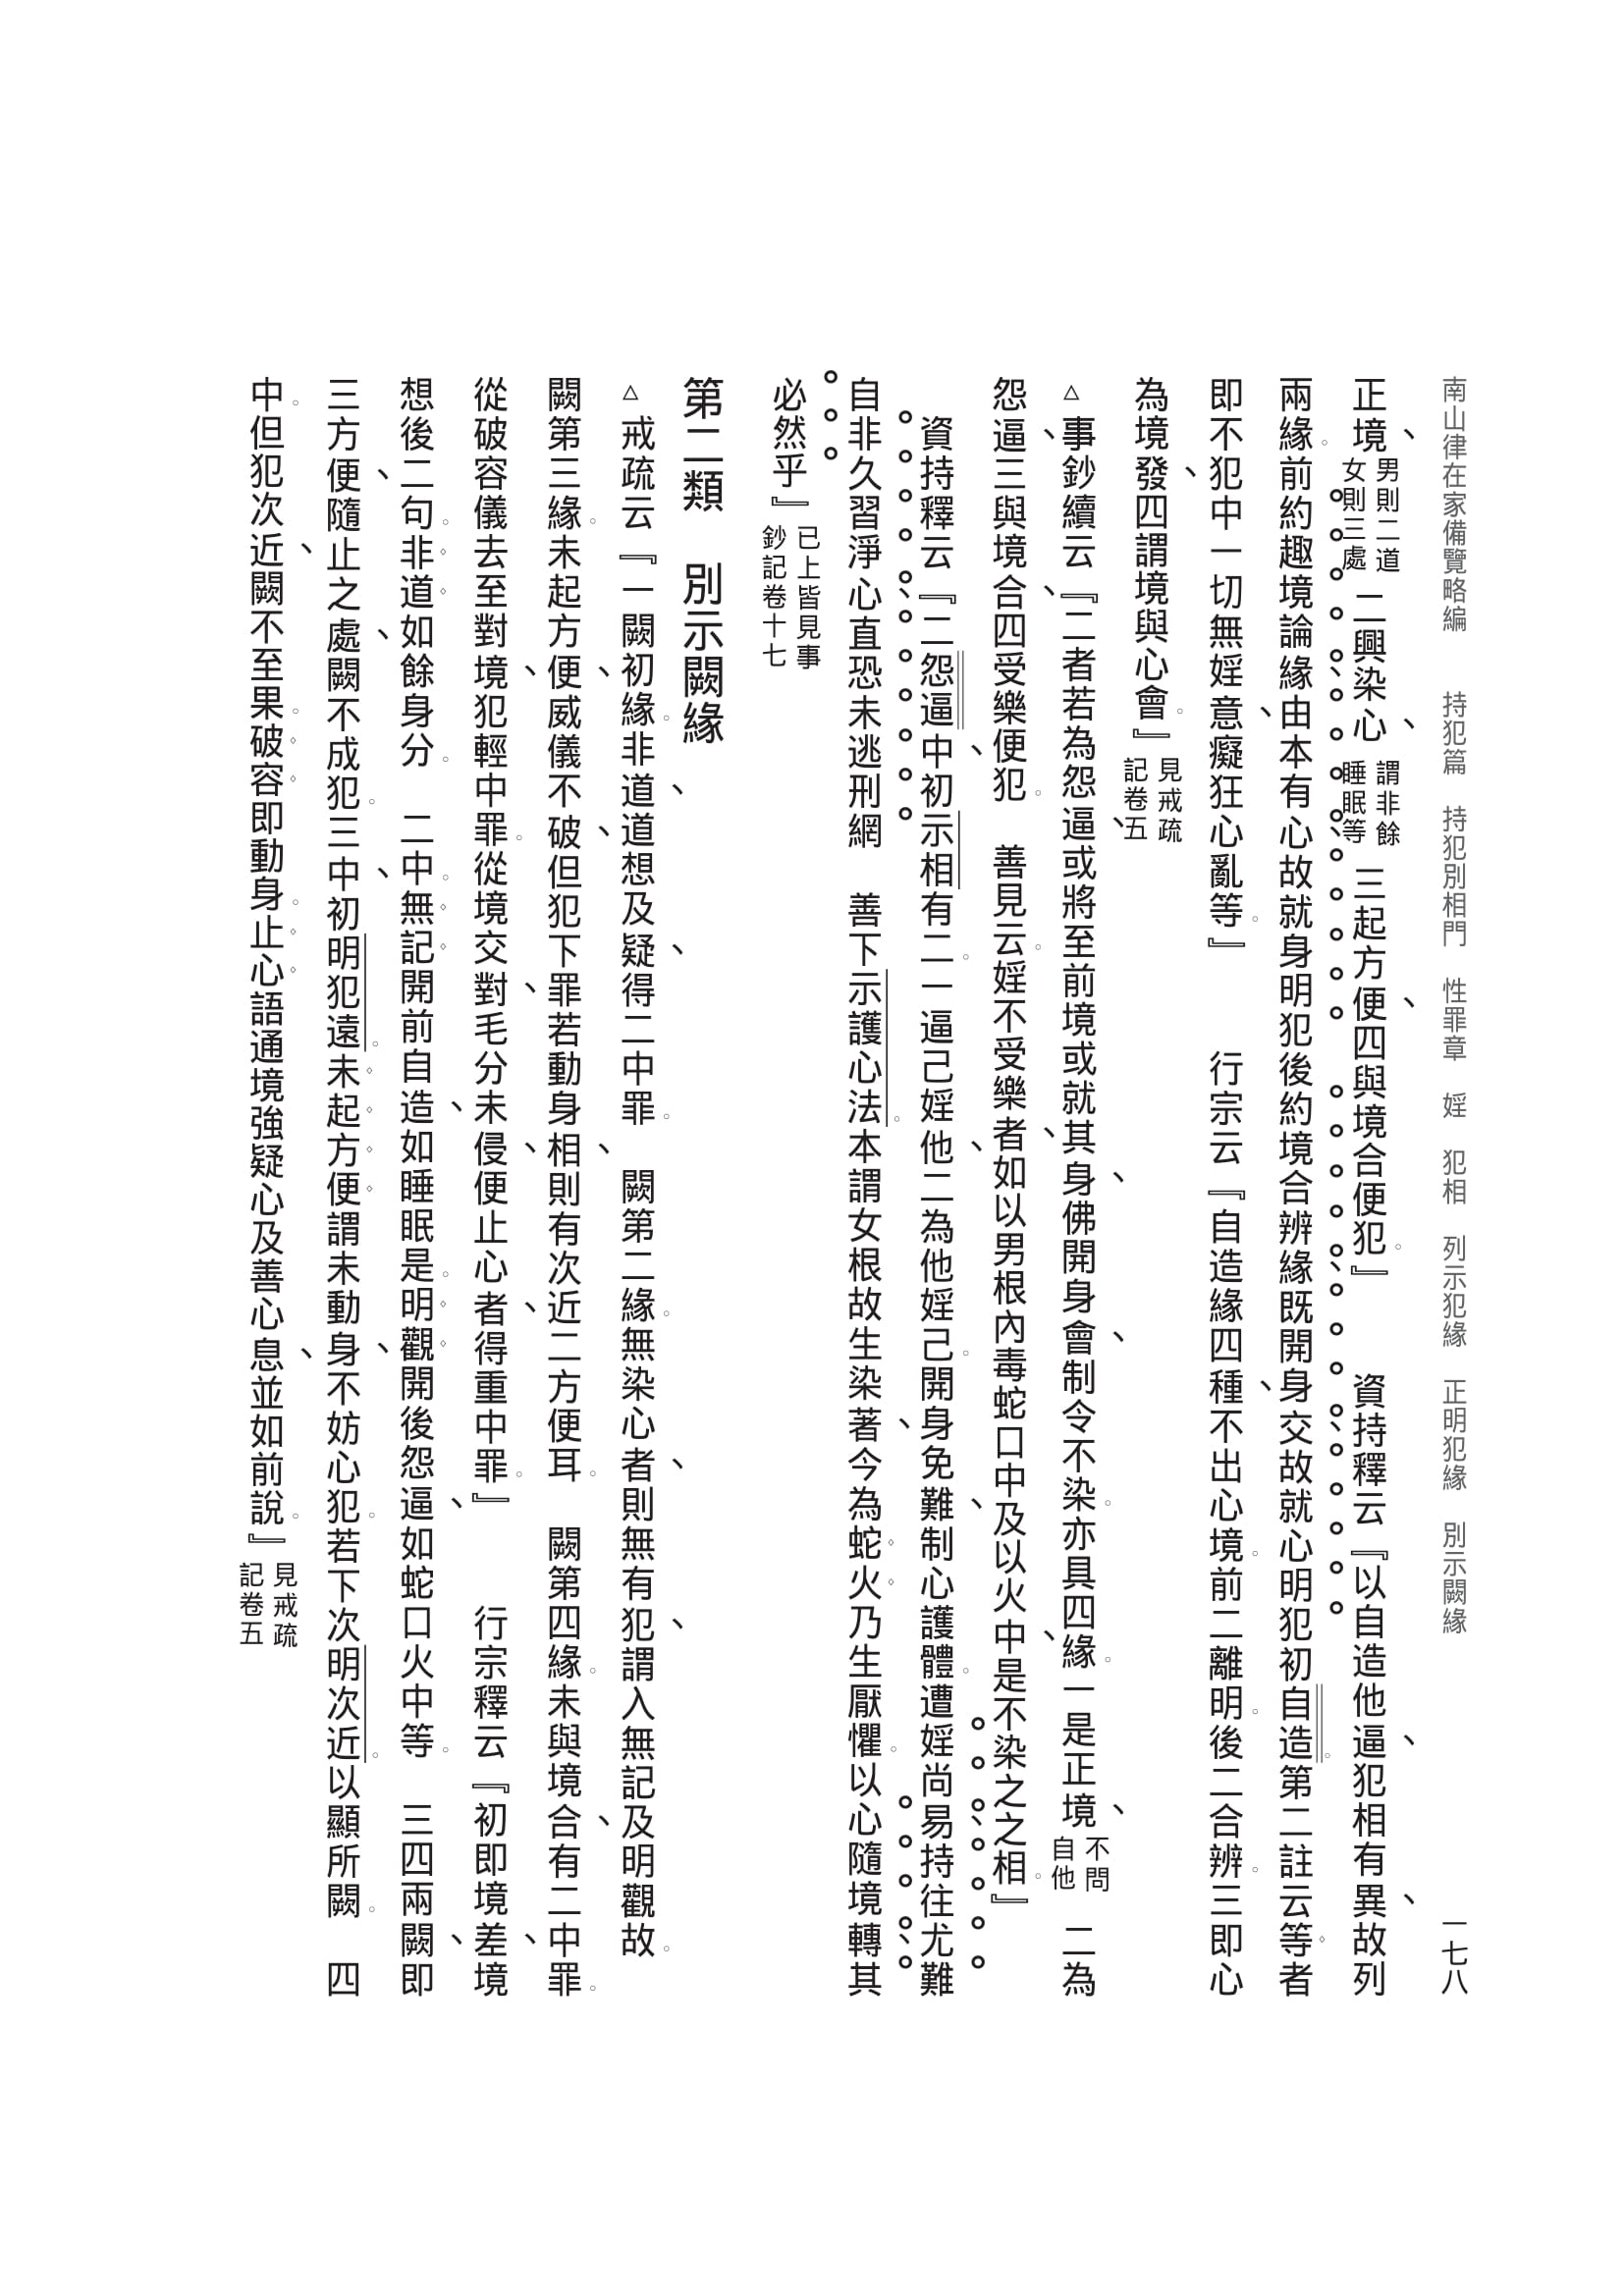 南山律在家備覽略編　　持犯篇　持犯別相門　性罪章　婬　犯相　列示犯緣　正明犯緣　別示闕緣　　一七八
正境、男則二道女則三處二興染心、謂非餘睡眠等三起方便、四與境合便犯。』　　資持釋云『以自造他逼、犯相有異、故列
兩緣。前約趣境論緣、由本有心、故就身明犯後約境合辨緣、既開身交、故就心明犯初自造。第二註云等者
即不犯中一切無婬意、癡狂心亂等。』　　行宗云『自造緣四種、不出心境。前二離明。後二合辨。三即心
為境發、四謂境與心會。』見戒疏記卷五
△事鈔續云『二者若為怨逼、或將至前境或就其身、佛開身會、制令不染。亦具四緣。一是正境、不問自他　二為
怨逼、三與境合、四受樂便犯。　善見云。婬不受樂者、如以男根內毒蛇口中及以火中、是不染之之相。』
資持釋云『二怨逼中、初示相有二。一逼己婬他、二為他婬己。開身免難、制心護體。遭婬尚易、持往尤難
自非久習淨心、直恐未逃刑網　善下示護心法。本謂女根故生染著、今為蛇火乃生厭懼。以心隨境、轉其
必然乎』已上皆見事鈔記卷十七
第二類　別示闕緣
△戒疏云『一闕初緣。非道、道想及疑、得二中罪。　闕第二緣。無染心者、則無有犯、謂入無記及明觀故。
闕第三緣。未起方便、威儀不破、但犯下罪若動身相、則有次近二方便耳。　闕第四緣。未與境合、有二中罪。
從破容儀去至對境、犯輕中罪。從境交對、毛分未侵、便止心者、得重中罪。』　　行宗釋云『初即境差、境
想後二句。非道如餘身分。　二中。無記開前自造、如睡眠是。明觀開後怨逼、如蛇口火中等。　三四兩闕、即
三方便、隨止之處、闕不成犯。三中、初明犯遠。未起方便謂未動身、不妨心犯。若下次明次近。以顯所闕。　四
中。但犯次近、闕不至果。破容即動身。止心語通境強疑心及善心息、並如前說。』見戒疏記卷五